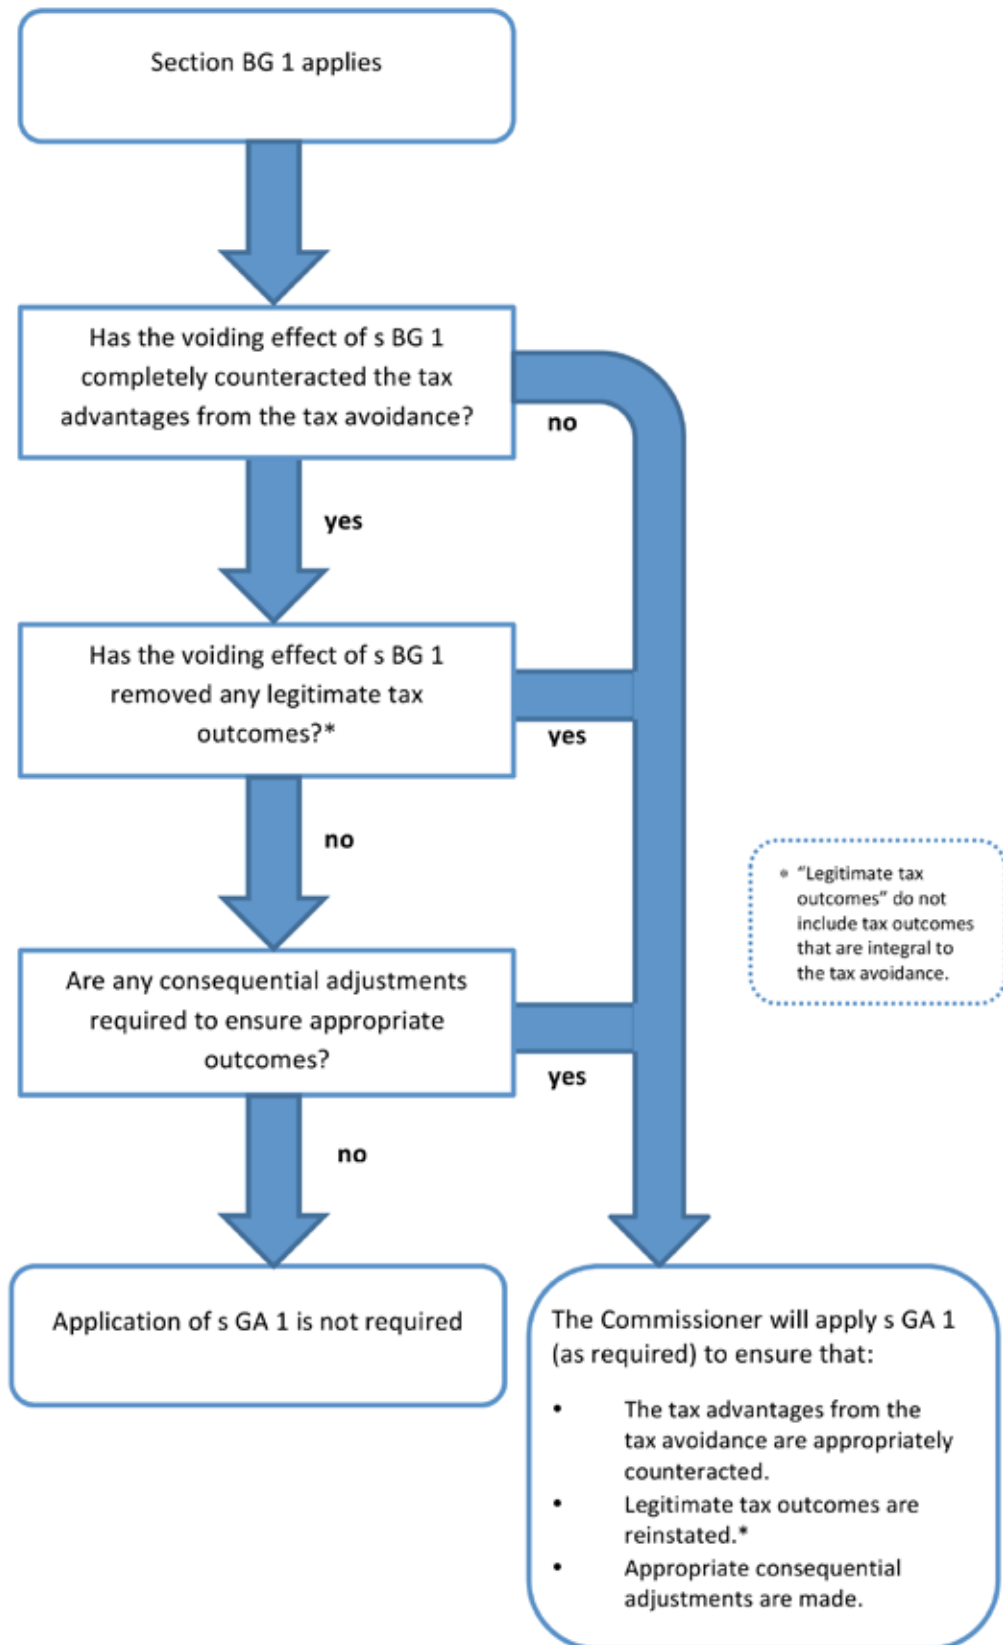 Section BG 1 applies
Has the voiding effect of s BG 1
completely counteracted the tax
advantages from the tax avoidance?
no
yes
Has the voiding effect of s BG 1
removed any legitimate tax
outcomes?*
yes
no
* "Legitimate tax
outcomes" do not
include tax outcomes
that are integral to
the tax avoidance.
Are any consequential adjustments
required to ensure appropriate
outcomes?
yes
no
Application of s GA 1 is not required
The Commissioner will apply s GA 1
(as required) to ensure that:
• The tax advantages from the
tax avoidance are appropriately
counteracted.
• Legitimate tax outcomes are
reinstated.*
• Appropriate consequential
adjustments are made.